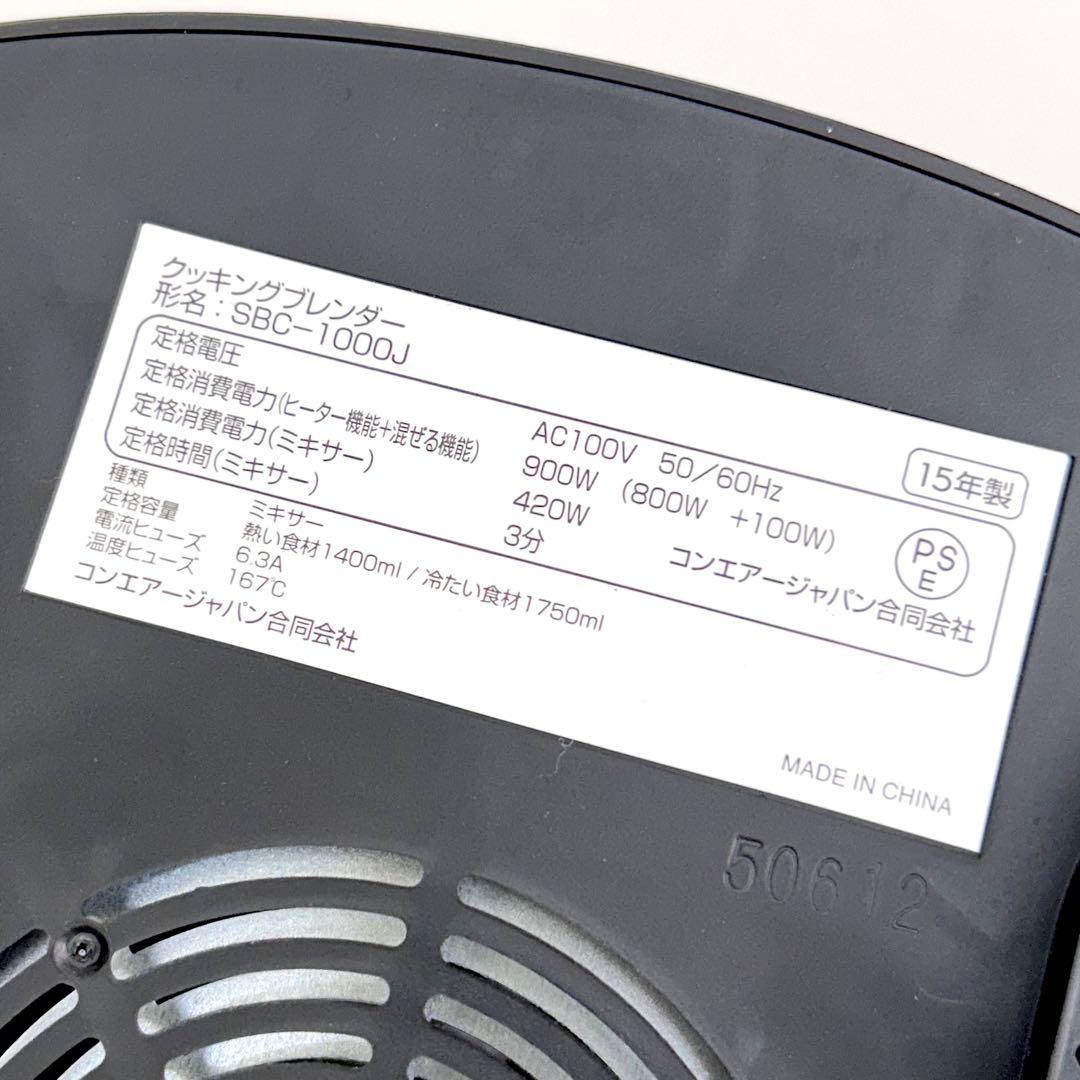 クッキングブレンダー
形名：SBC-1000J
定格電圧 AC100V 50/60Hz
定格消費電力(ヒーター機能+混ぜる機能) 900W (800W +100W)
定格消費電力(ミキサー) 420W
定格時間(ミキサー) 3分
15年製
PS
E
コンエアージャパン合同会社
種類 ミキサー
定格容量 熱い食材1400ml / 冷たい食材1750ml
電流ヒューズ 6.3A
温度ヒューズ 167℃
コンエアージャパン合同会社
MADE IN CHINA
50612